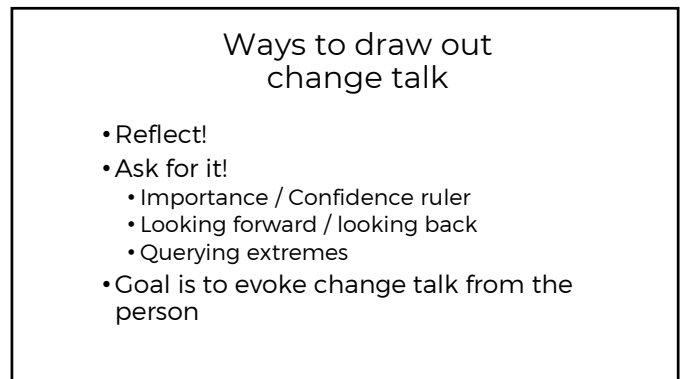 Ways to draw out
change talk
• Reflect!
• Ask for it!
• Importance / Confidence ruler
• Looking forward / looking back
• Querying extremes
• Goal is to evoke change talk from the
person